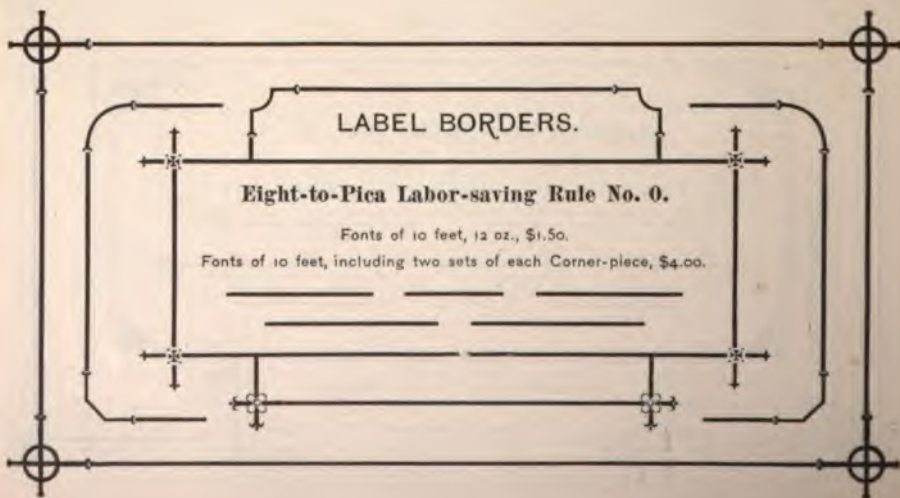 LABEL BORDERS.
Eight-to-Pica Labor-saving Rule No. 0.
Fonts of 10 feet, 12 oz., $1.50.
Fonts of 10 feet, including two sets of each Corner-piece, $4.00.